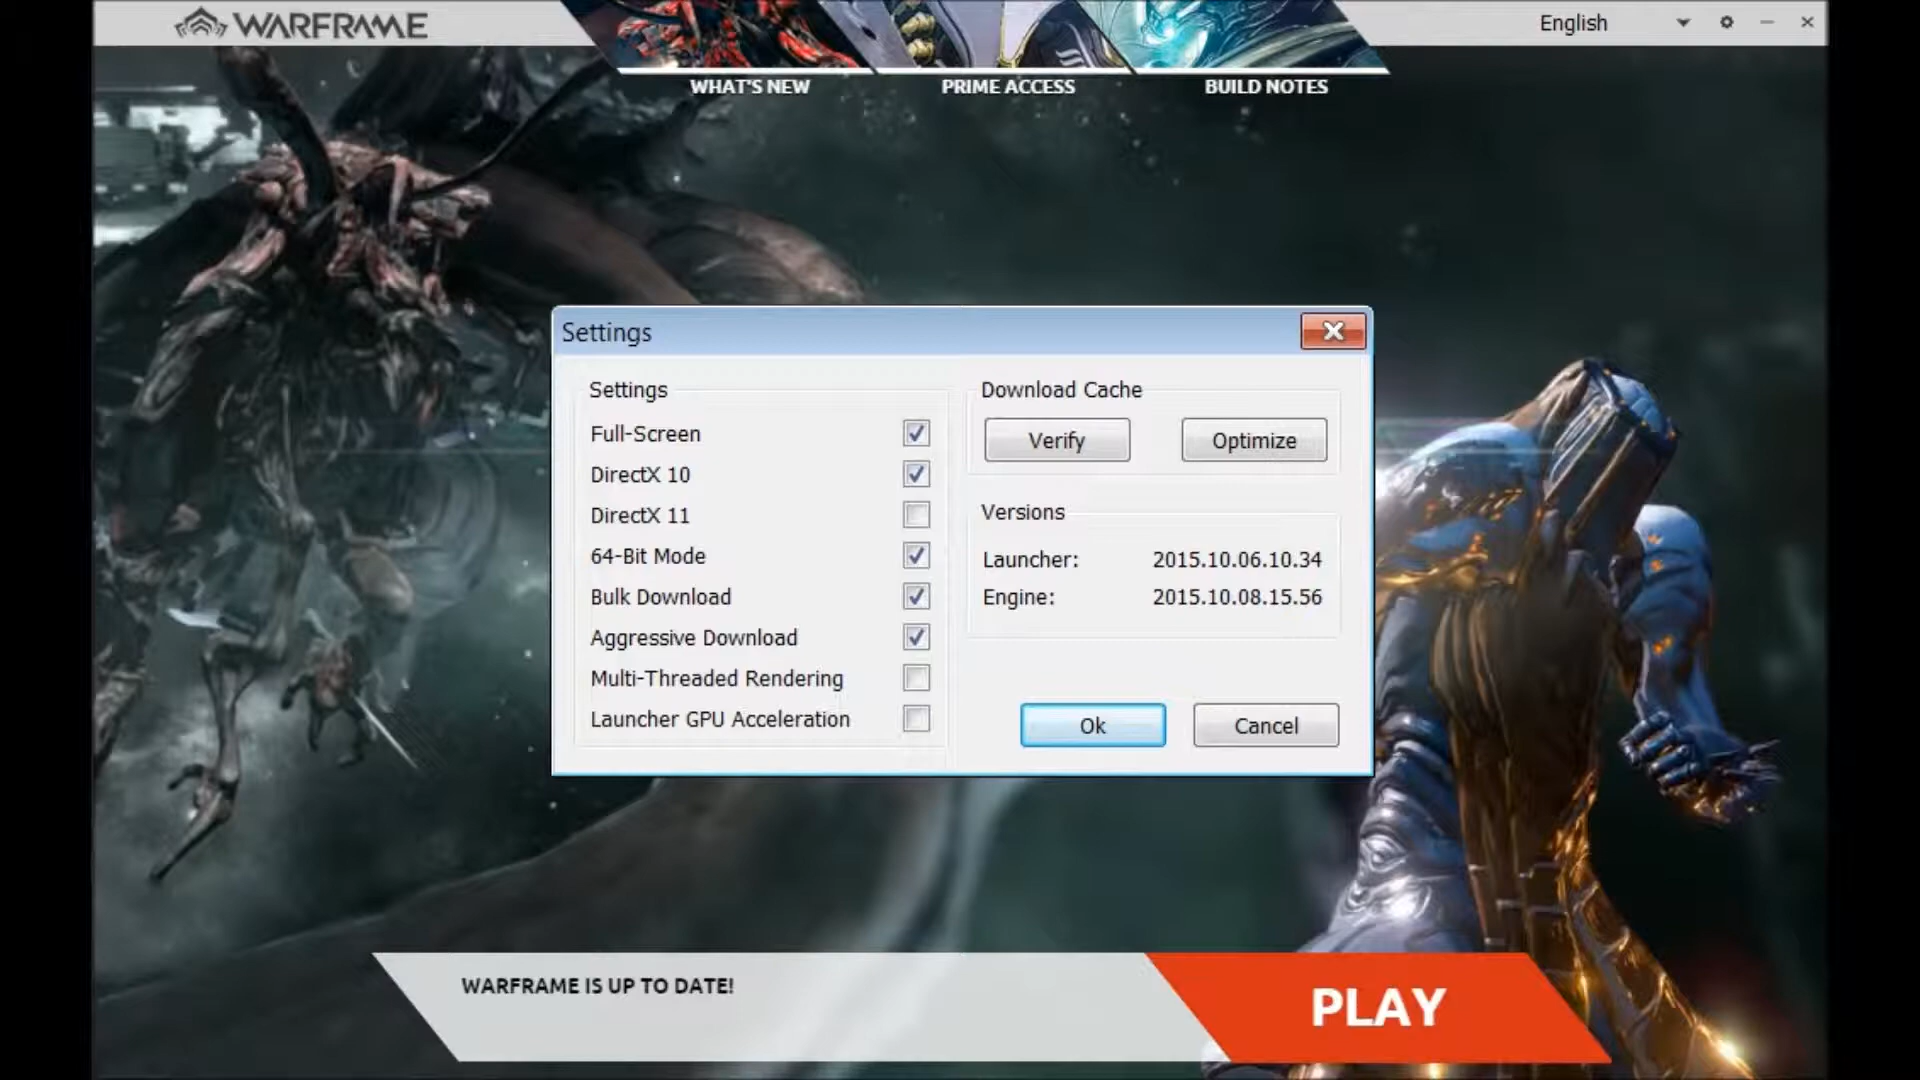 WARFRAME
English
WHAT'S NEW
PRIME ACCESS
BUILD NOTES
Settings
Settings
Full-Screen
DirectX 10
DirectX 11
64-Bit Mode
Bulk Download
Aggressive Download
Multi-Threaded Rendering
Launcher GPU Acceleration
Download Cache
Verify
Optimize
Versions
Launcher: 2015.10.06.10.34
Engine: 2015.10.08.15.56
Ok
Cancel
WARFRAME IS UP TO DATE!
PLAY